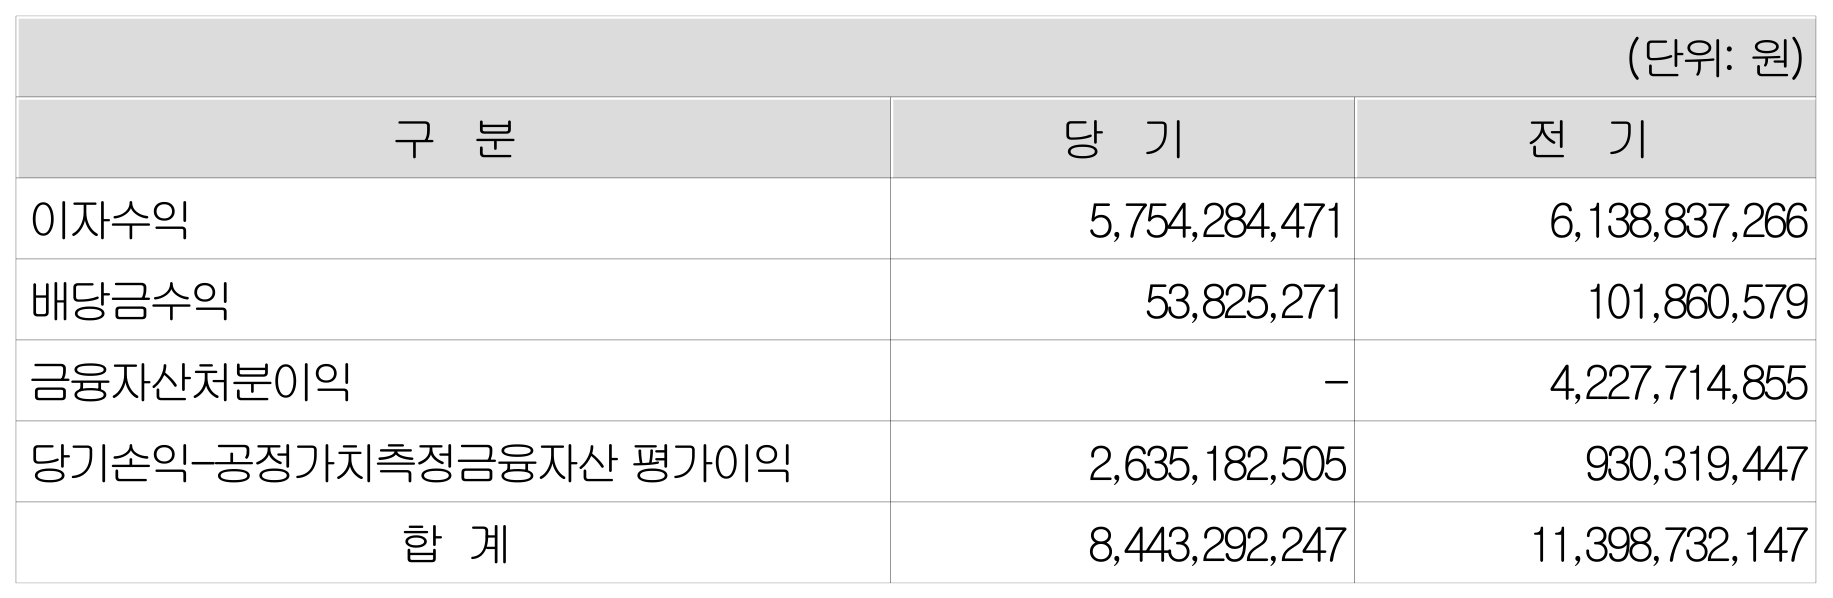 (단위: 원)
구 분 당 기 전 기
이자수익 5,754,284,471 6,138,837,266
배당금수익 53,825,271 101,860,579
금융자산처분이익 - 4,227,714,855
당기손익-공정가치측정금융자산 평가이익 2,635,182,505 930,319,447
합 계 8,443,292,247 11,398,732,147